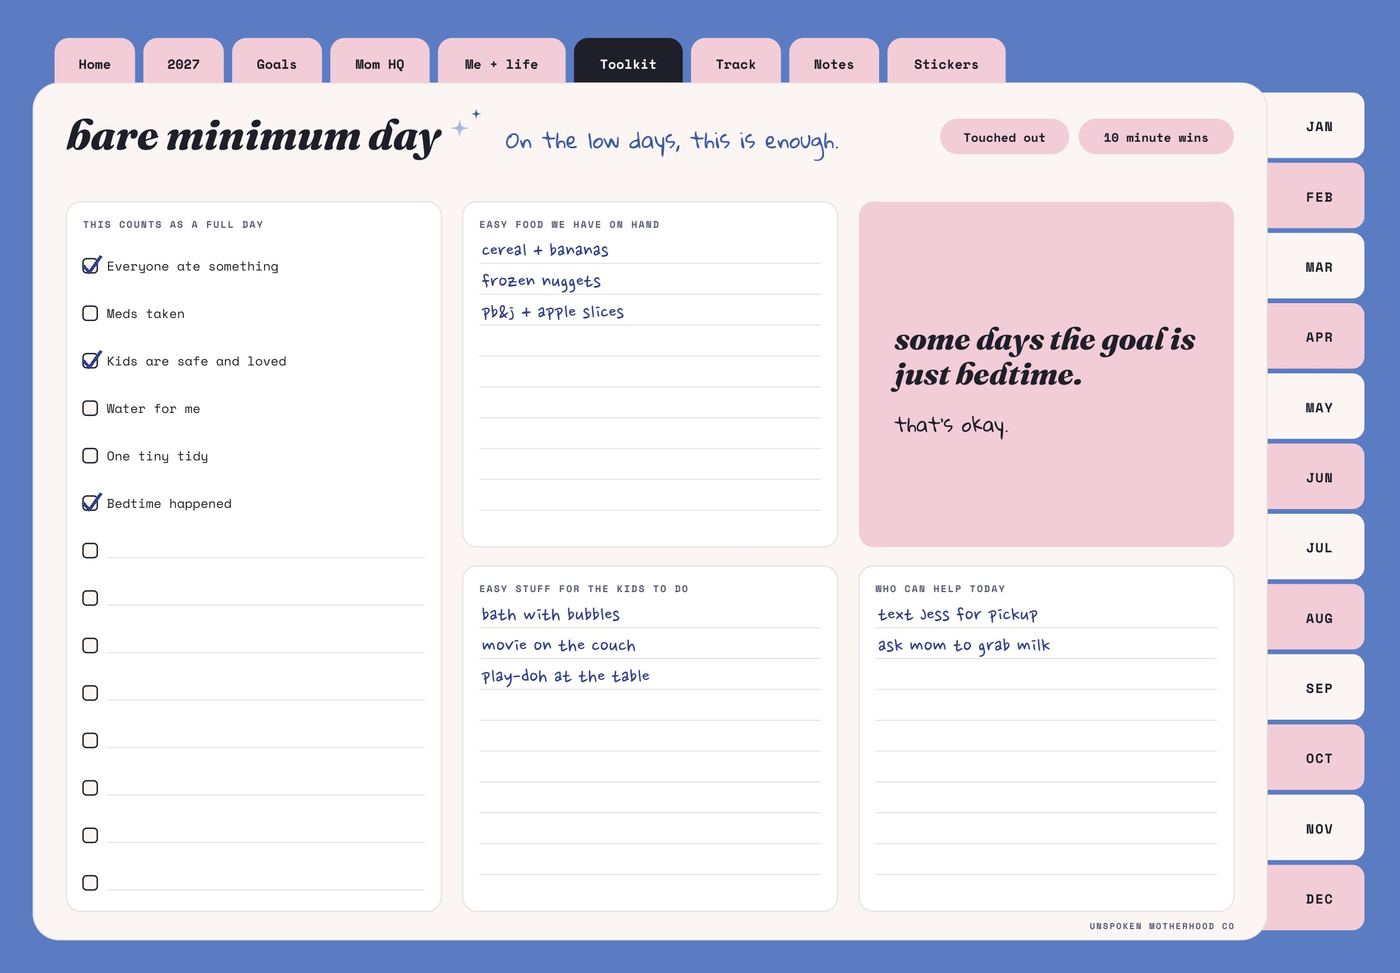 Home
2027
Goals
Mom HQ
Me + life
Toolkit
Track
Notes
Stickers
bare minimum day
On the low days, this is enough.
Touched out
10 minute wins
THIS COUNTS AS A FULL DAY
Everyone ate something
Meds taken
Kids are safe and loved
Water for me
One tiny tidy
Bedtime happened
EASY FOOD WE HAVE ON HAND
cereal + bananas
frozen nuggets
pb&j + apple slices
some days the goal is
just bedtime.
that's okay.
EASY STUFF FOR THE KIDS TO DO
bath with bubbles
movie on the couch
play-doh at the table
WHO CAN HELP TODAY
text Jess for pickup
ask mom to grab milk
UNSPOKEN MOTHERHOOD CO
JAN
FEB
MAR
APR
MAY
JUN
JUL
AUG
SEP
OCT
NOV
DEC